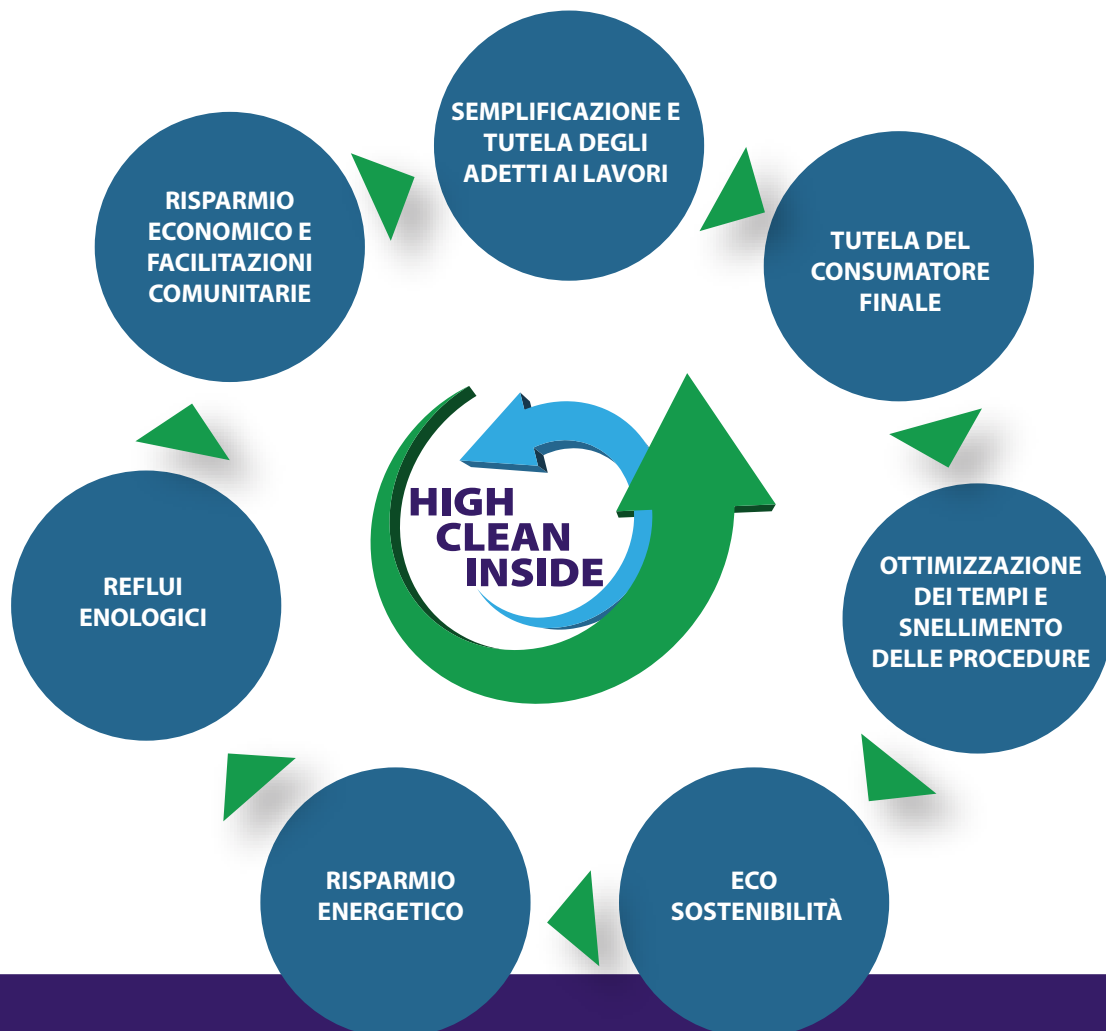 SEMPLIFICAZIONE E
TUTELA DEGLI
ADETTI AI LAVORI
TUTELA DEL
CONSUMATORE
FINALE
OTTIMIZZAZIONE
DEI TEMPI E
SNELLIMENTO
DELLE PROCEDURE
ECO
SOSTENIBILITÀ
RISPARMIO
ENERGETICO
REFLUI
ENOLOGICI
RISPARMIO
ECONOMICO E
FACILITAZIONI
COMUNITARIE
HIGH
CLEAN
INSIDE